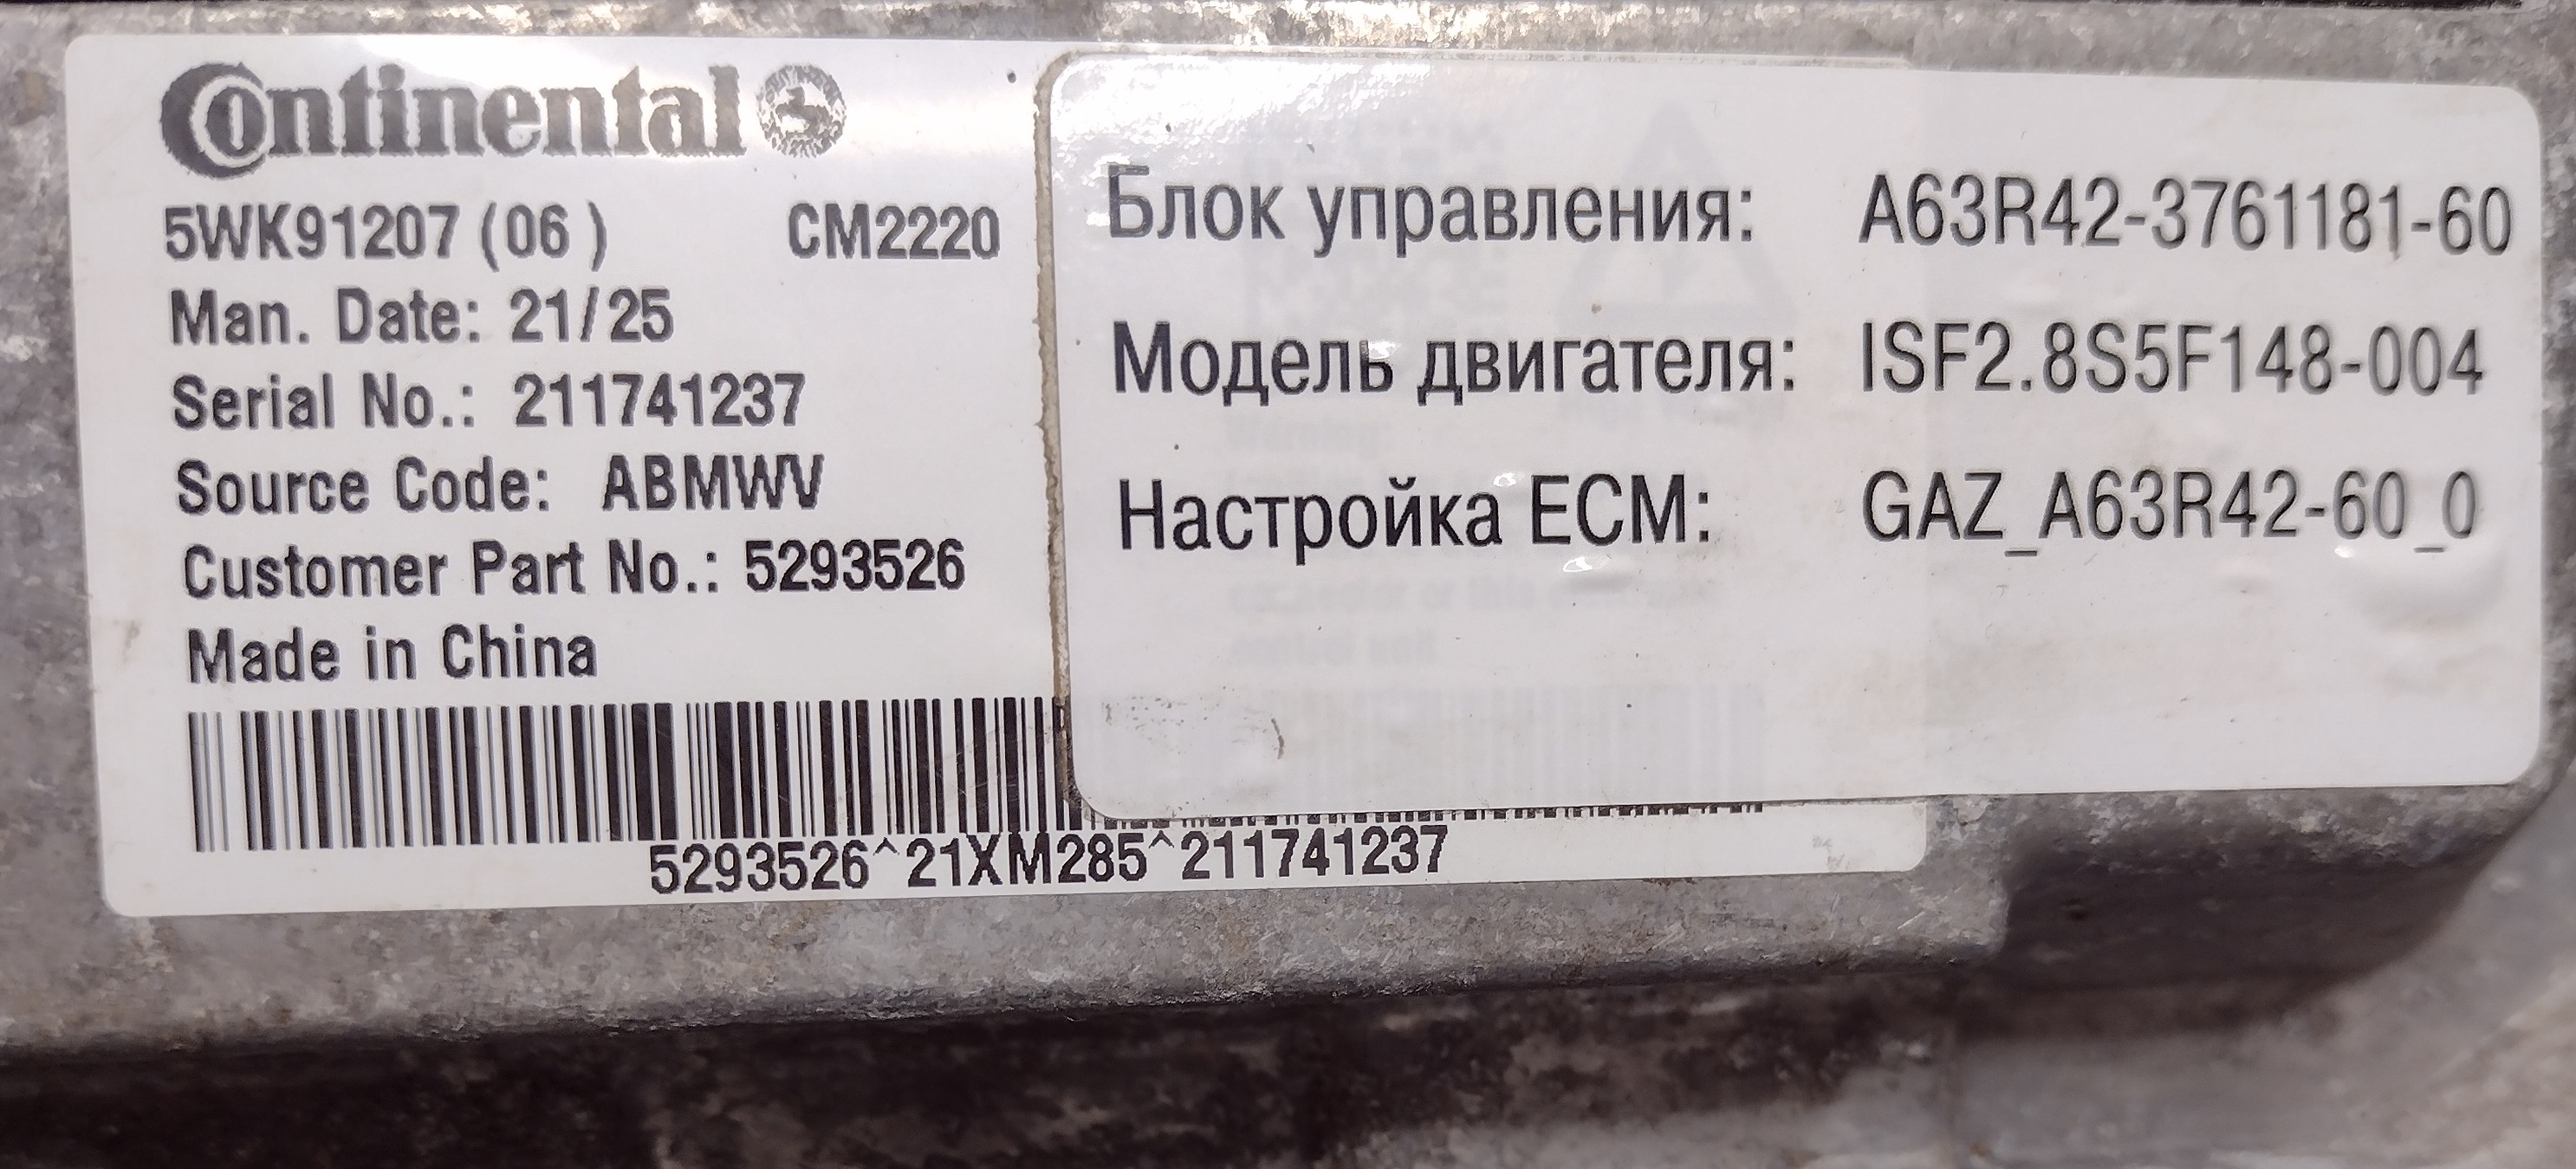 Continental
5WK91207 (06 ) CM2220
Man. Date: 21/25
Serial No.: 211741237
Source Code: ABMWV
Customer Part No.: 5293526
Made in China
5293526^21XM285^211741237
Блок управления: A63R42-3761181-60
Модель двигателя: ISF2.8S5F148-004
Настройка ECM: GAZ_A63R42-60_0